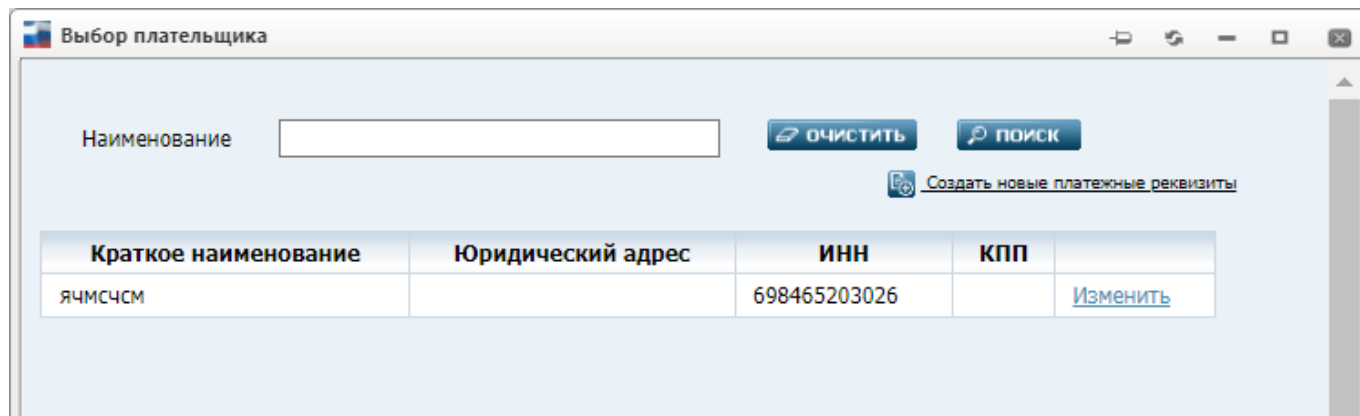 Выбор плательщика
Наименование
ОЧИСТИТЬ
ПОИСК
Создать новые платежные реквизиты
Краткое наименование Юридический адрес ИНН КПП
ячмсчсм 698465203026 Изменить